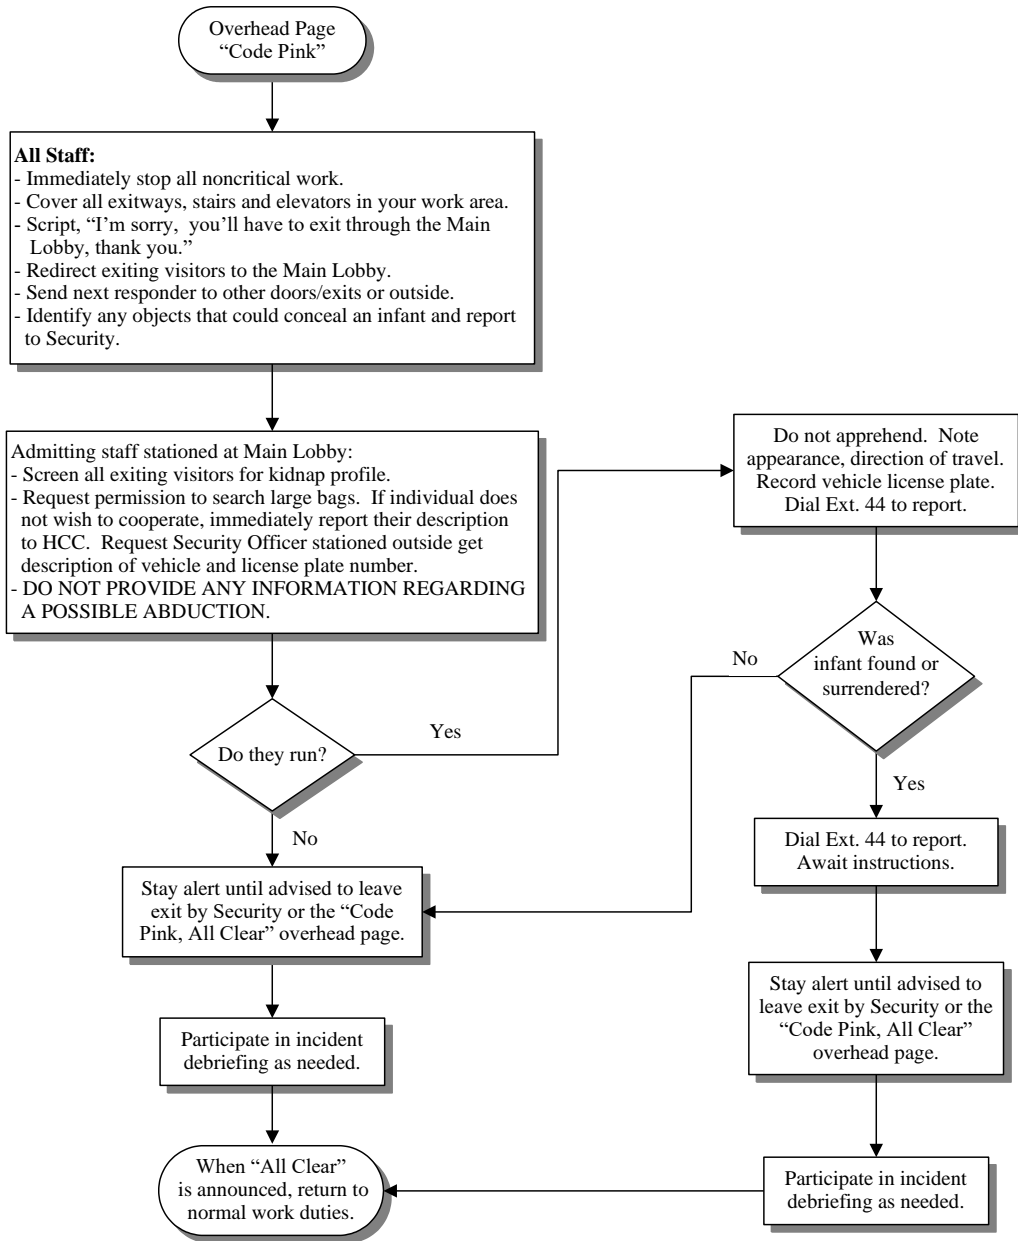 Overhead Page
“Code Pink”
All Staff:
- Immediately stop all noncritical work.
- Cover all exitways, stairs and elevators in your work area.
- Script, “I’m sorry,  you’ll have to exit through the Main
Lobby, thank you.”
- Redirect exiting visitors to the Main Lobby.
- Send next responder to other doors/exits or outside.
- Identify any objects that could conceal an infant and report
to Security.
Admitting staff stationed at Main Lobby:
- Screen all exiting visitors for kidnap profile.
- Request permission to search large bags.  If individual does
not wish to cooperate, immediately report their description
to HCC.  Request Security Officer stationed outside get
description of vehicle and license plate number.
- DO NOT PROVIDE ANY INFORMATION REGARDING
A POSSIBLE ABDUCTION.
Do they run?
Yes
No
Do not apprehend.  Note
appearance, direction of travel.
Record vehicle license plate.
Dial Ext. 44 to report.
Was
infant found or
surrendered?
No
Yes
Dial Ext. 44 to report.
Await instructions.
Stay alert until advised to
leave exit by Security or the
“Code Pink, All Clear”
overhead page.
Participate in incident
debriefing as needed.
Stay alert until advised to leave
exit by Security or the “Code
Pink, All Clear” overhead page.
Participate in incident
debriefing as needed.
When “All Clear”
is announced, return to
normal work duties.